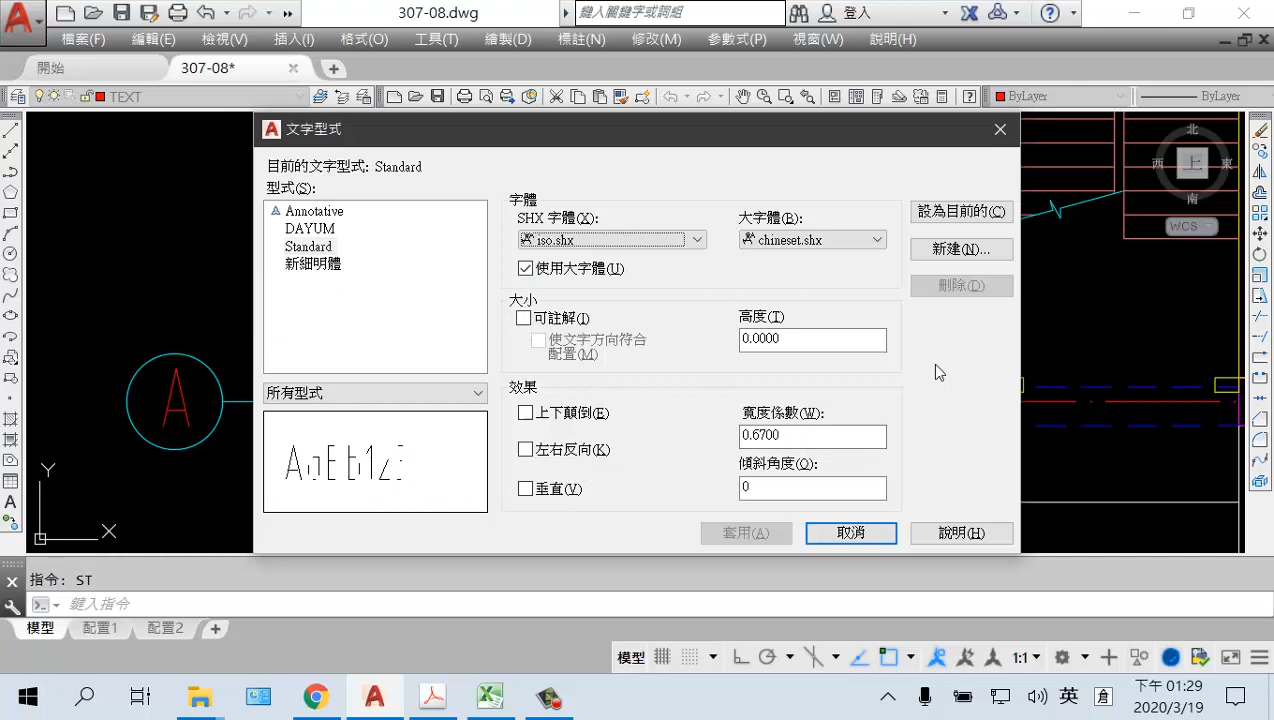 307-08.dwg
鍵入關鍵字或詞組
登入
檔案(F) 編輯(E) 檢視(V) 插入(I) 格式(O) 工具(T) 繪製(D) 標註(N) 修改(M) 參數式(P) 視窗(W) 說明(H)
開始
307-08*
TEXT
ByLayer
ByLayer
文字型式
目前的文字型式: Standard
型式(S):
Annotative
DAYUM
Standard
新細明體
所有型式
AaBb123
字體
SHX 字體(X):
iso.shx
大字體(B):
chineset.shx
使用大字體(U)
大小
可註解(I)
使文字方向符合
配置(M)
高度(T)
0.0000
效果
上下顛倒(E)
左右反向(K)
垂直(V)
寬度係數(W):
0.6700
傾斜角度(O):
0
設為目前的(C)
新建(N)...
刪除(D)
套用(A)
取消
說明(H)
北
西
上
東
南
WCS
A
Y
X
A
指令: ST
鍵入指令
模型
配置1
配置2
模型
1:1
英
倉
下午 01:29
2020/3/19